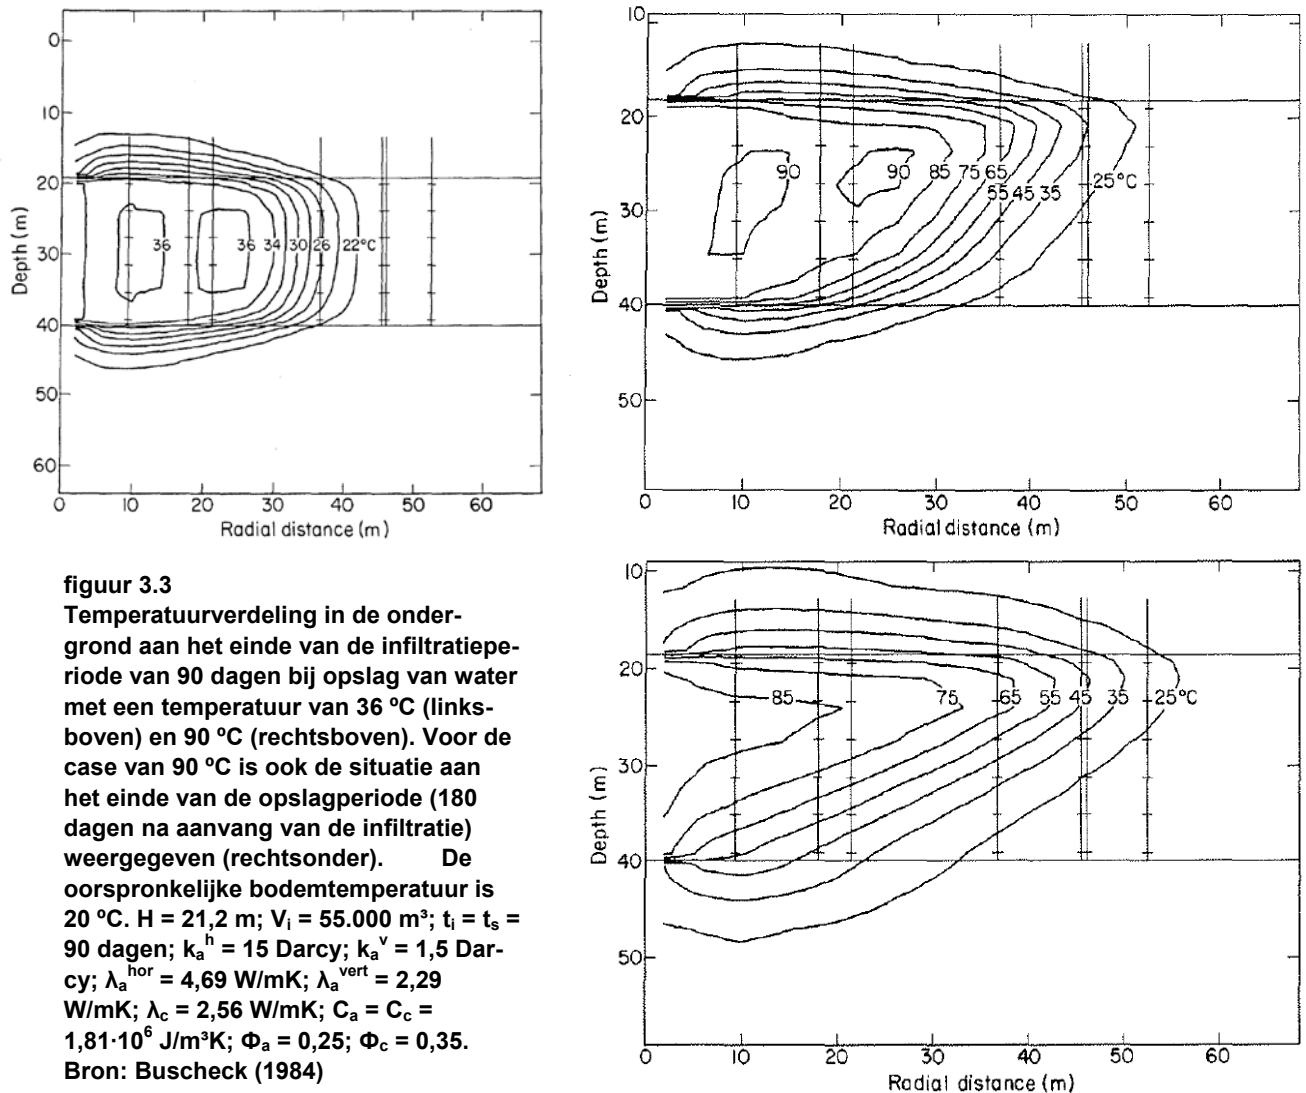 0
10
20
30
40
50
60
Depth (m)
36
36
34
30
26
22°C
0
10
20
30
40
50
60
Radial distance (m)
10
20
30
40
50
Depth (m)
90
90
85
75
65
55
45
35
25°C
0
10
20
30
40
50
60
Radial distance (m)
figuur 3.3
Temperatuurverdeling in de onder-
grond aan het einde van de infiltratiepe-
riode van 90 dagen bij opslag van water
met een temperatuur van 36 ºC (links-
boven) en 90 ºC (rechtsboven). Voor de
case van 90 ºC is ook de situatie aan
het einde van de opslagperiode (180
dagen na aanvang van de infiltratie)
weergegeven (rechtsonder). De
oorspronkelijke bodemtemperatuur is
20 ºC. H = 21,2 m; Vi = 55.000 m³; ti = ts =
90 dagen; kaʰ = 15 Darcy; kaᵛ = 1,5 Dar-
cy; λa^hor = 4,69 W/mK; λa^vert = 2,29
W/mK; λc = 2,56 W/mK; Ca = Cc =
1,81·10⁶ J/m³K; Φa = 0,25; Φc = 0,35.
Bron: Buscheck (1984)
10
20
30
40
50
Depth (m)
85
75
65
55
45
35
25°C
0
10
20
30
40
50
60
Radial distance (m)